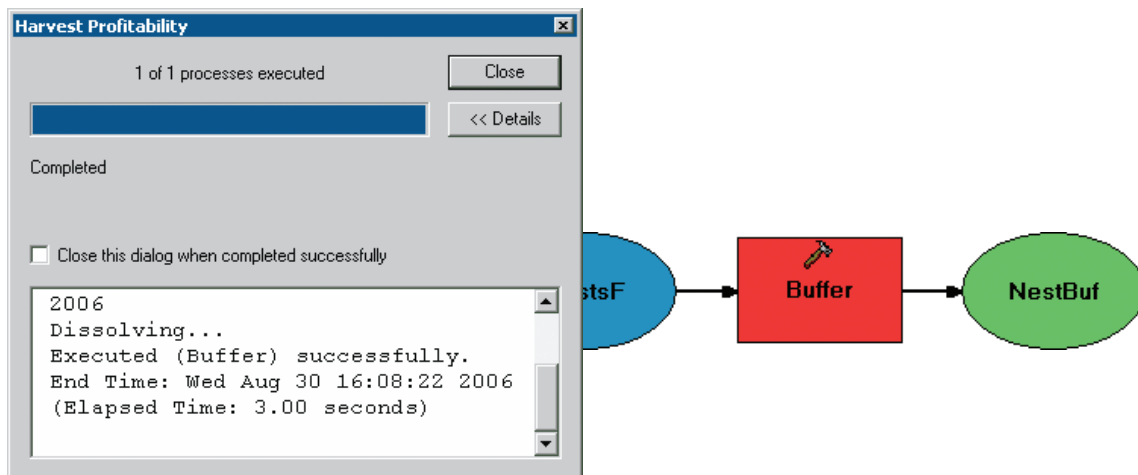 Harvest Profitability
1 of 1 processes executed
Close
<< Details
Completed
Close this dialog when completed successfully
2006
Dissolving...
Executed (Buffer) successfully.
End Time: Wed Aug 30 16:08:22 2006
(Elapsed Time: 3.00 seconds)
stsF
Buffer
NestBuf